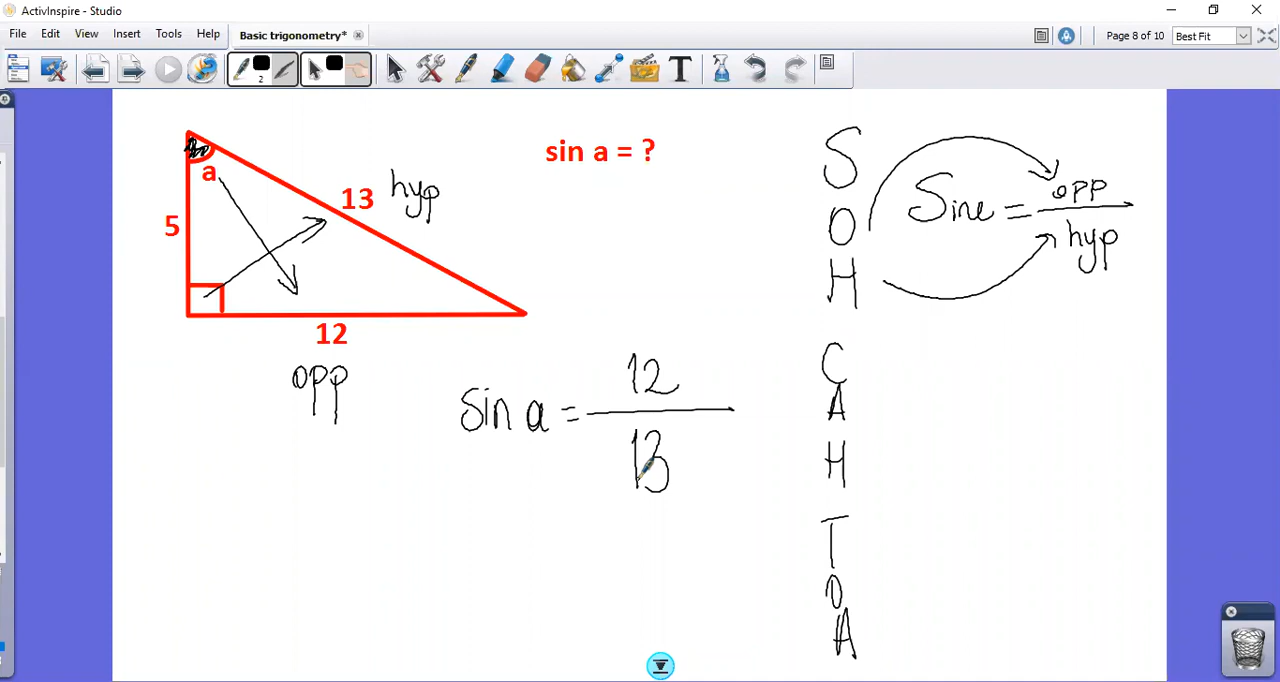 ActivInspire - Studio
File Edit View Insert Tools Help Basic trigonometry* Page 8 of 10 Best Fit
2
sin a = ?
a
5
13
hyp
12
opp
sin a = 12
13
S
O
H
Sine = opp
hyp
C
A
H
T
O
A